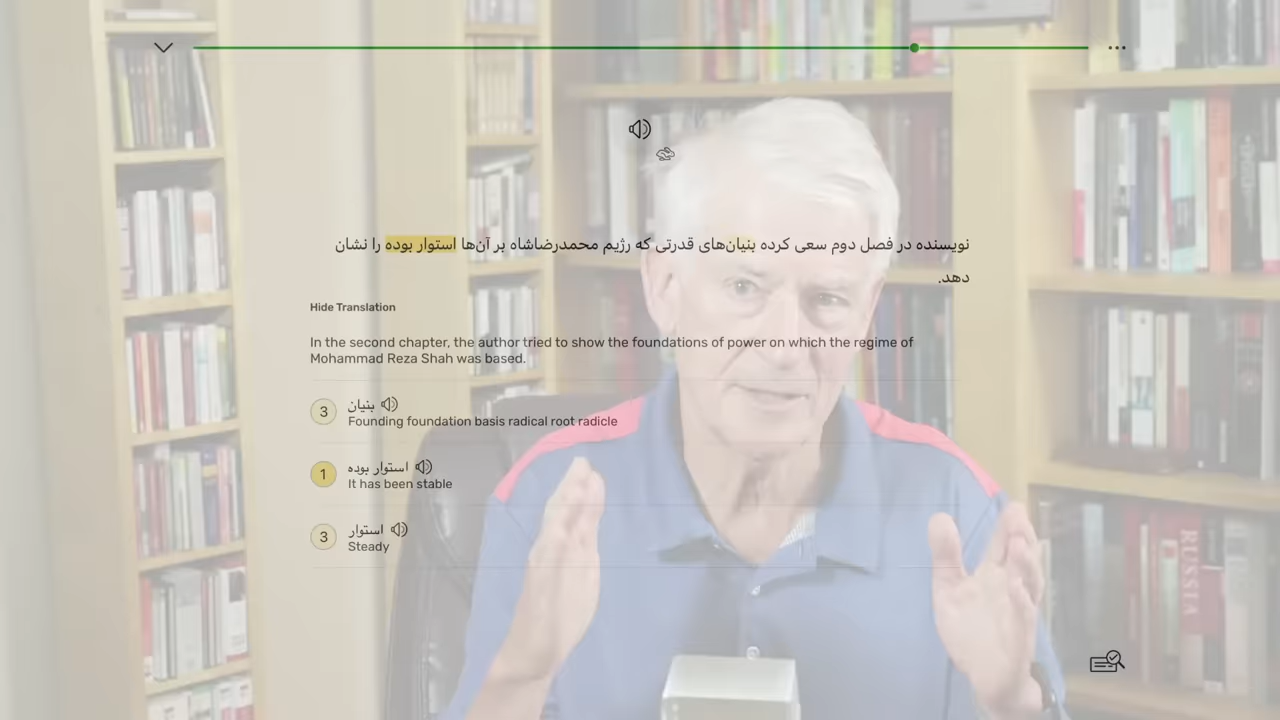 نویسنده در فصل دوم سعی کرده بنیان‌های قدرتی که رژیم محمدرضاشاه بر آن‌ها استوار بوده را نشان
دهد.
Hide Translation
In the second chapter, the author tried to show the foundations of power on which the regime of
Mohammad Reza Shah was based.
3
بنیان
Founding foundation basis radical root radicle
1
استوار بوده
It has been stable
3
استوار
Steady
RUSSIA